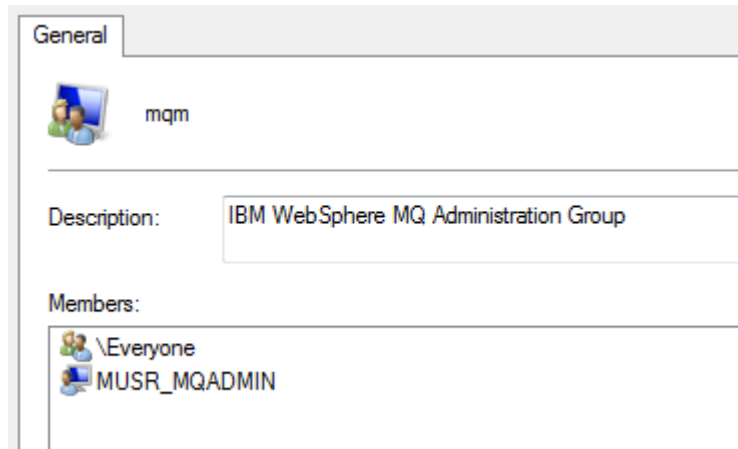 General
mqm
Description: IBM WebSphere MQ Administration Group
Members:
\Everyone
MUSR_MQADMIN